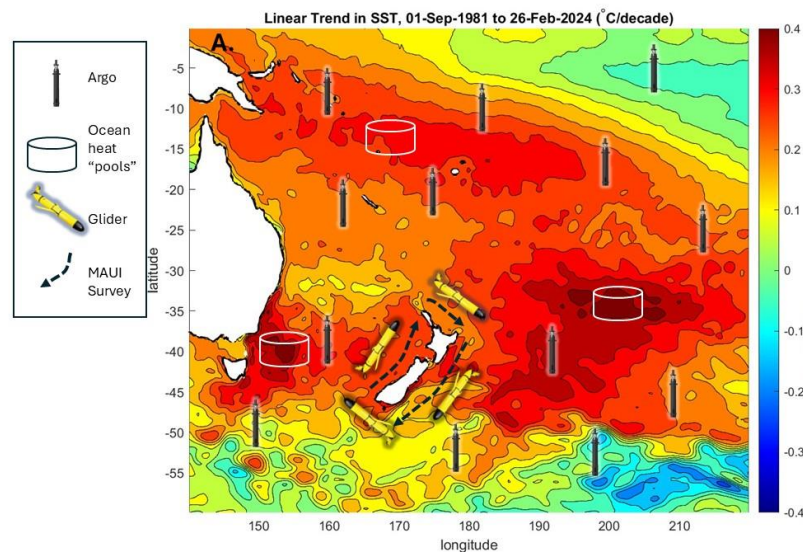 Linear Trend in SST, 01-Sep-1981 to 26-Feb-2024 (°C/decade)
A
Argo
Ocean
heat
“pools”
Glider
MAUI
Survey
latitude
-5
-10
-15
-20
-25
-30
-35
-40
-45
-50
-55
150 160 170 180 190 200 210
longitude
0.4
0.3
0.2
0.1
0
-0.1
-0.2
-0.3
-0.4